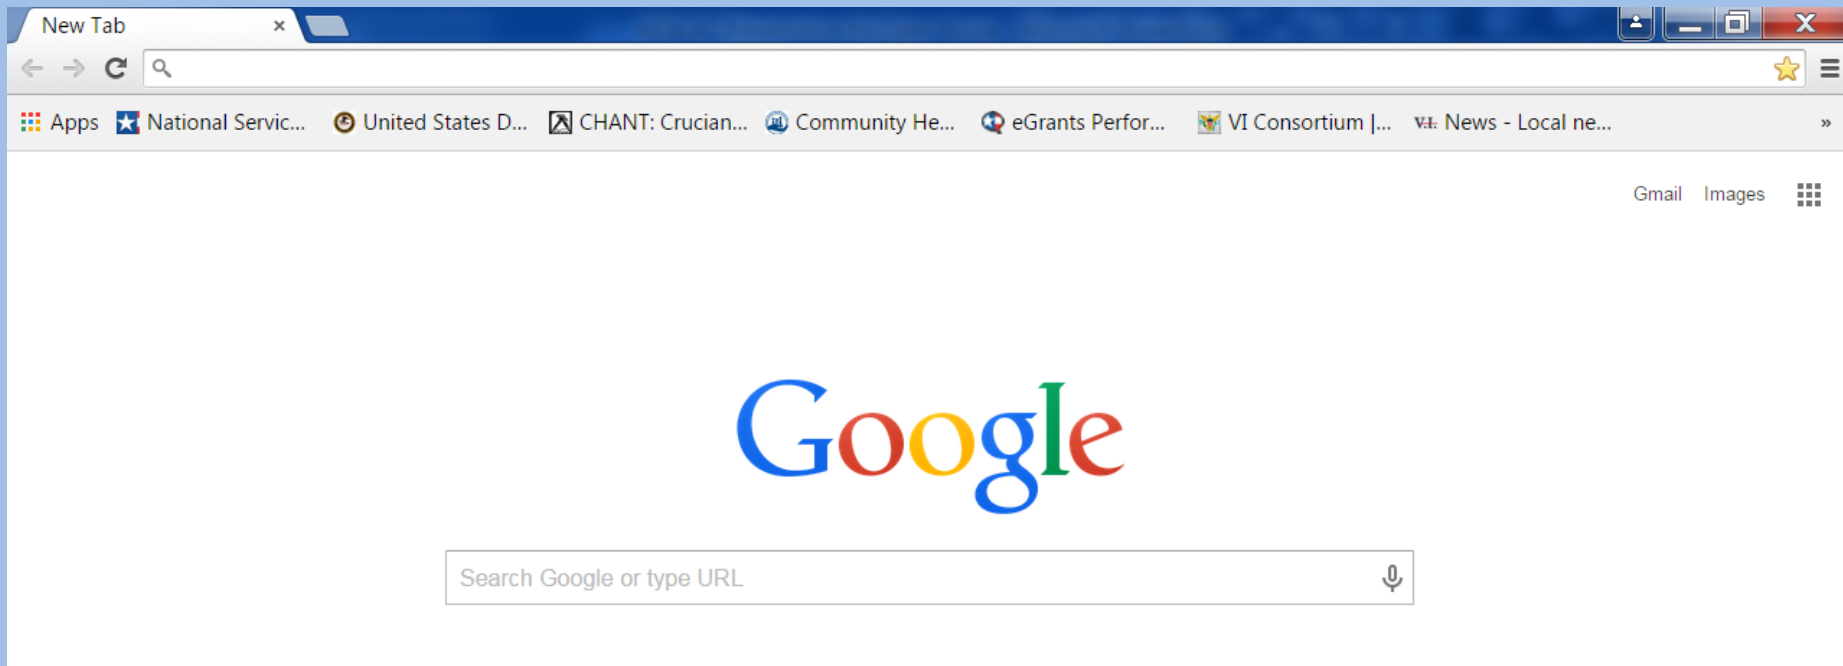 New Tab
Apps National Servic... United States D... CHANT: Crucian... Community He... eGrants Perfor... VI Consortium |... V.I. News - Local ne... »
Gmail Images
Google
Search Google or type URL